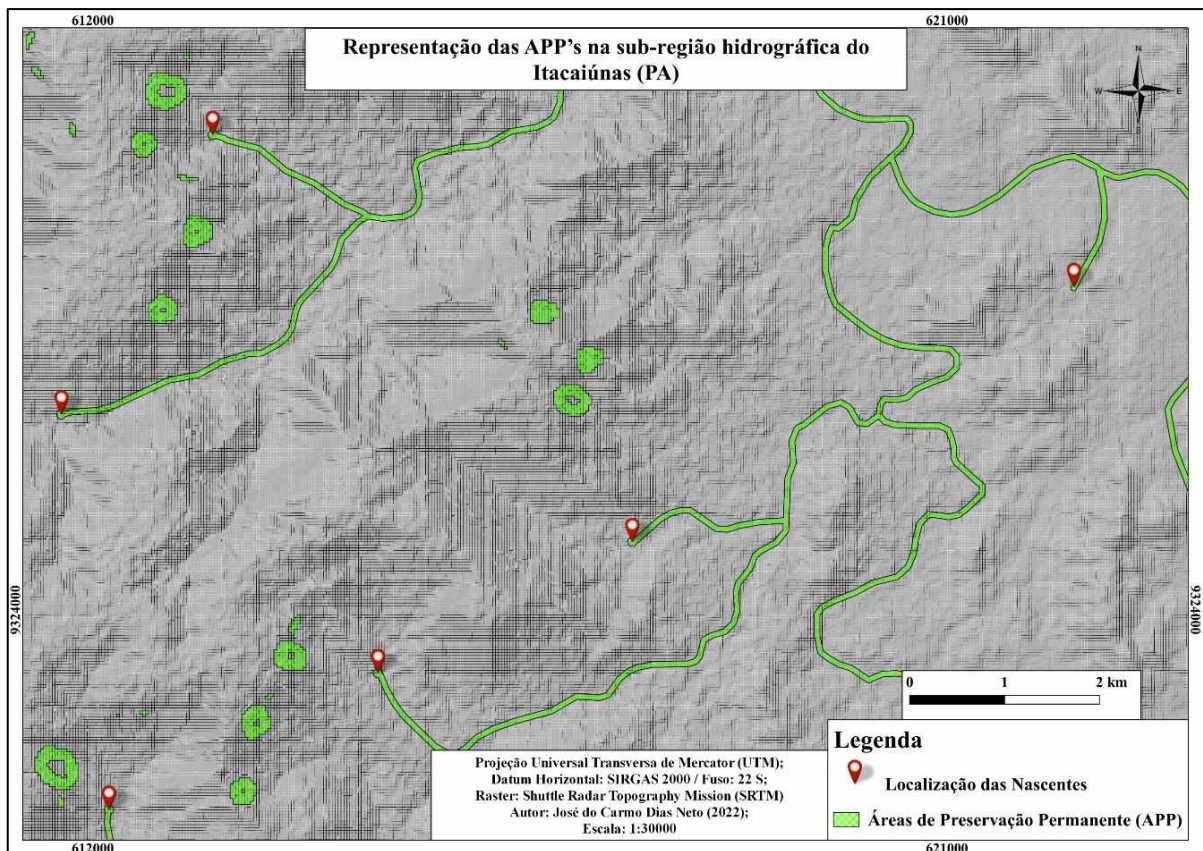 612000
621000
Representação das APP's na sub-região hidrográfica do
Itacaiúnas (PA)
N
W
E
S
9324000
9324000
0
1
2 km
Projeção Universal Transversa de Mercator (UTM);
Datum Horizontal: SIRGAS 2000 / Fuso: 22 S;
Raster: Shuttle Radar Topography Mission (SRTM)
Autor: José do Carmo Dias Neto (2022);
Escala: 1:30000
Legenda
Localização das Nascentes
Áreas de Preservação Permanente (APP)
612000
621000